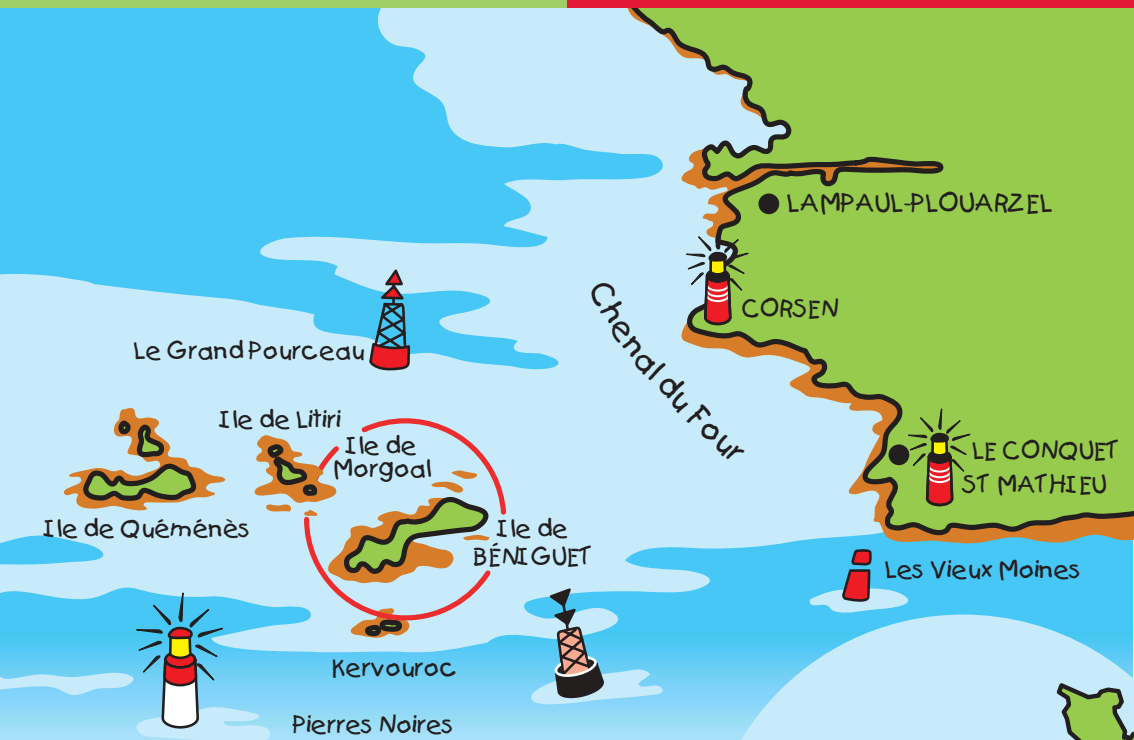 LAMPAUL-PLOUARZEL
CORSEN
Chenal du Four
Le Grand Pourceau
Ile de Litiri
Ile de
Morgoal
LE CONQUET
ST MATHIEU
Ile de Quéménès
Ile de
BÉNIGUET
Les Vieux Moines
Kervouroc
Pierres Noires